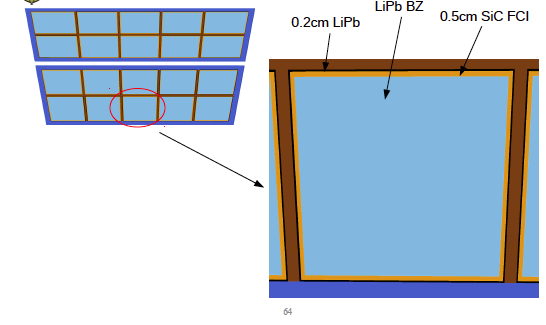 LiPb BZ
0.2cm LiPb
0.5cm SiC FCI
64